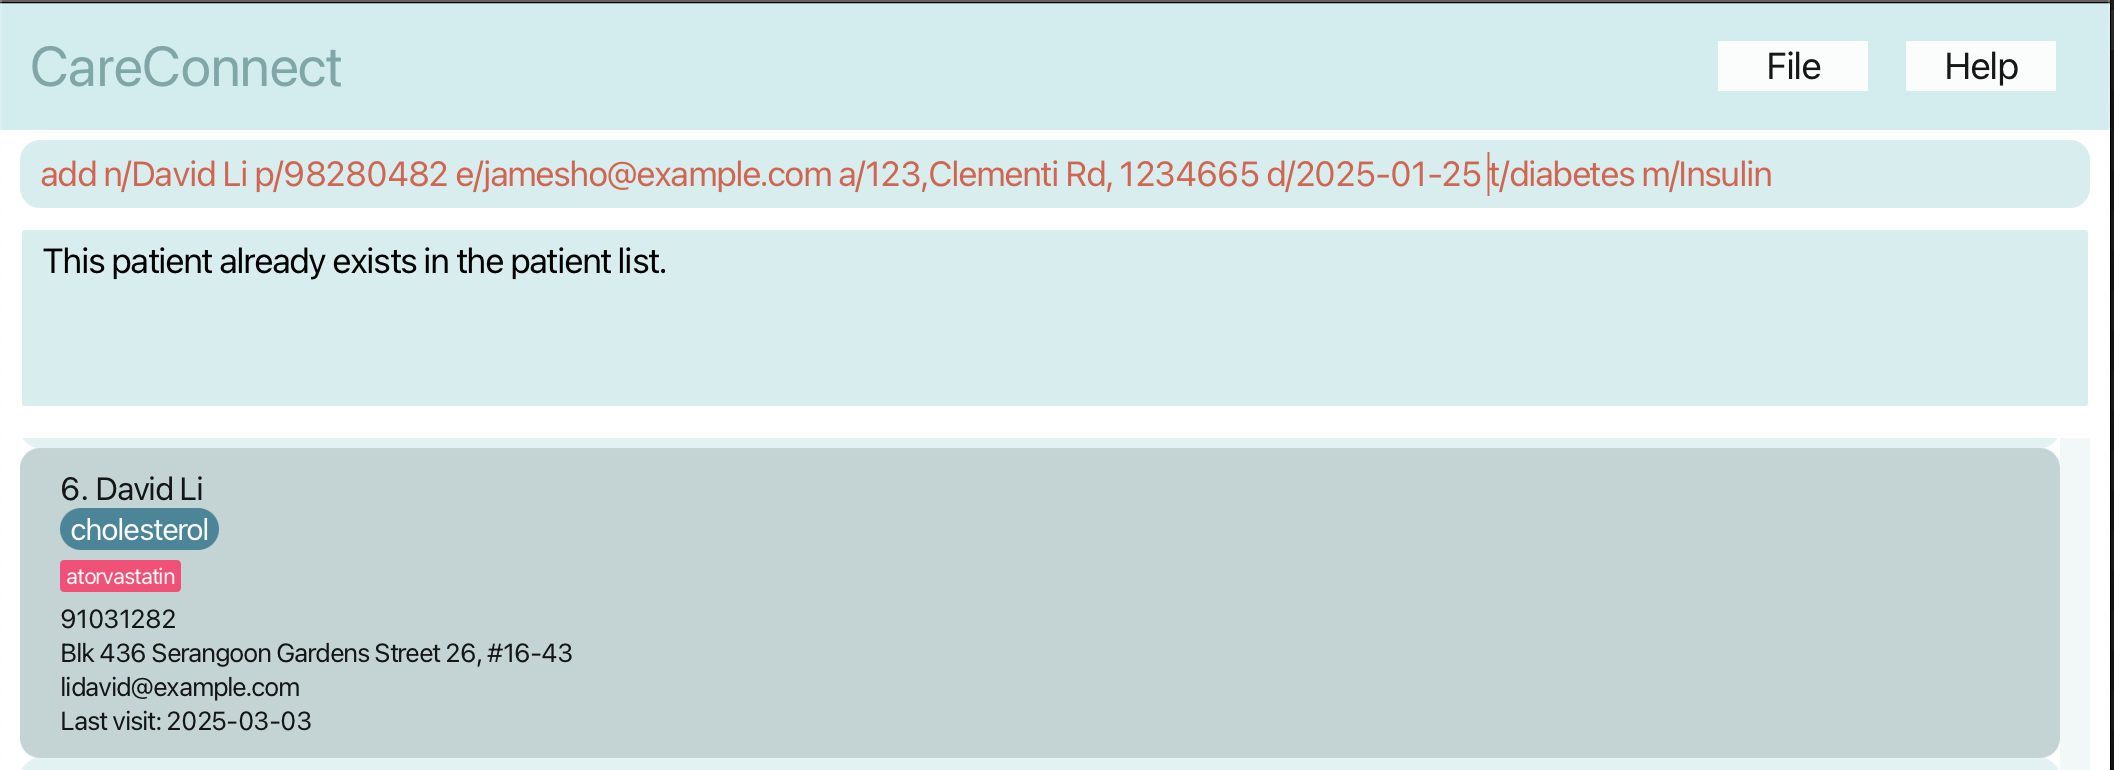 CareConnect
File
Help
add n/David Li p/98280482 e/jamesho@example.com a/123,Clementi Rd, 1234665 d/2025-01-25 t/diabetes m/Insulin
This patient already exists in the patient list.
6. David Li
cholesterol
atorvastatin
91031282
Blk 436 Serangoon Gardens Street 26, #16-43
lidavid@example.com
Last visit: 2025-03-03